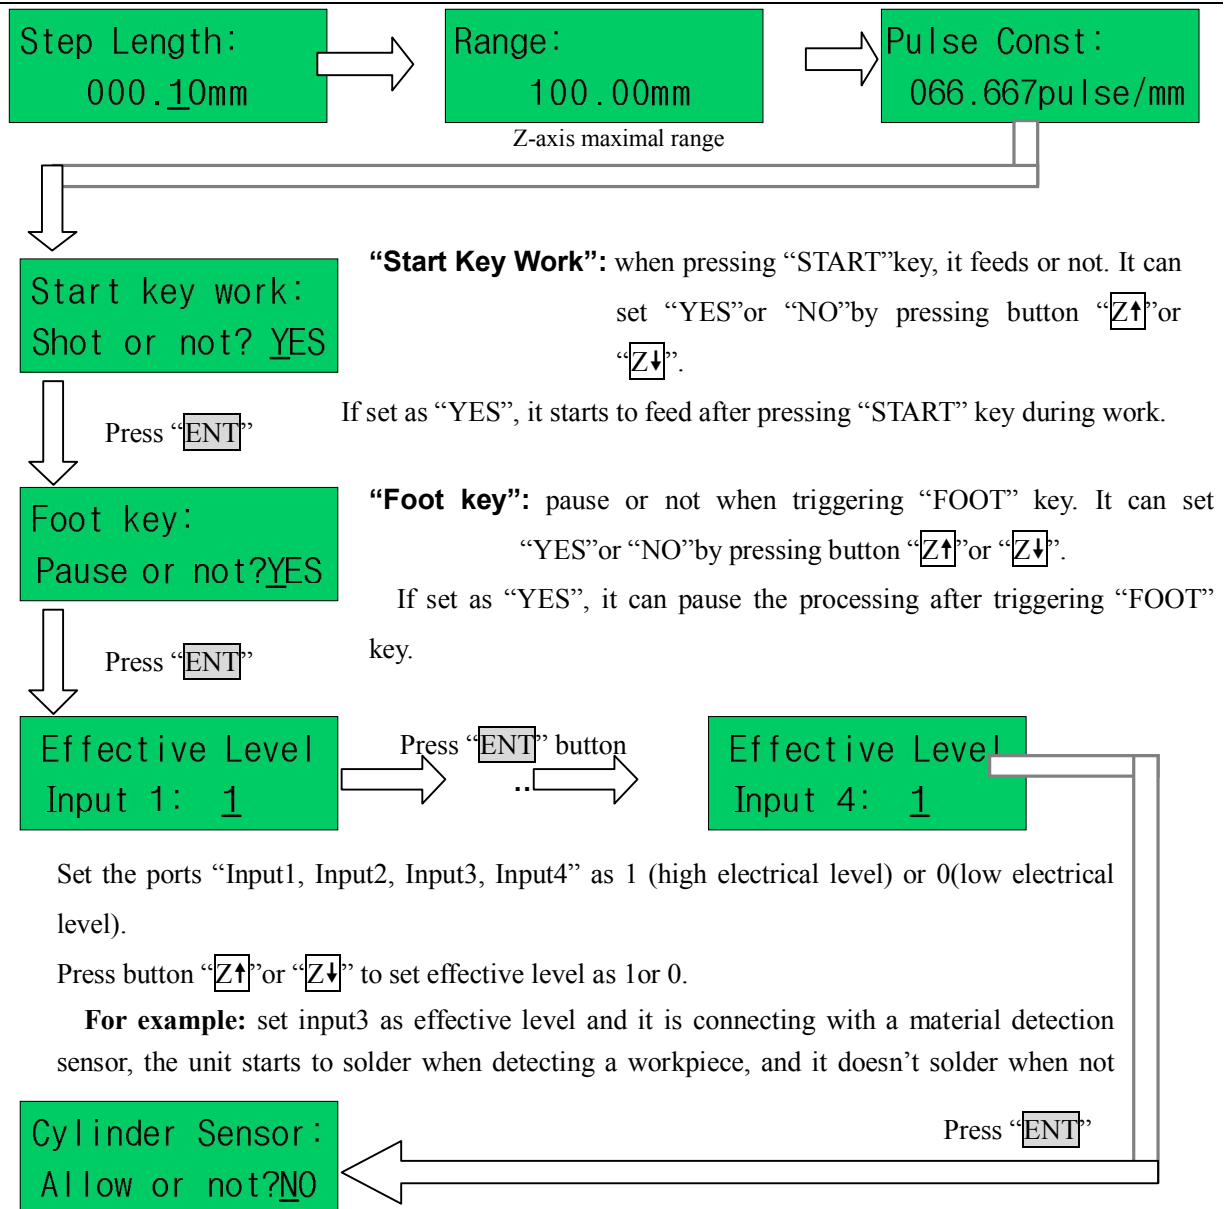 Step Length:
000.10mm
Range:
100.00mm
Pulse Const:
066.667pulse/mm
Z-axis maximal range
Start key work:
Shot or not? YES
“Start Key Work”: when pressing “START”key, it feeds or not. It can
set “YES”or “NO”by pressing button “Z↑”or
“Z↓”.
If set as “YES”, it starts to feed after pressing “START” key during work.
Press “ENT”
Foot key:
Pause or not?YES
“Foot key”: pause or not when triggering “FOOT” key. It can set
“YES”or “NO”by pressing button “Z↑”or “Z↓”.
If set as “YES”, it can pause the processing after triggering “FOOT”
key.
Press “ENT”
Effective Level
Input 1: 1
Press “ENT” button
..
Effective Level
Input 4: 1
Set the ports “Input1, Input2, Input3, Input4” as 1 (high electrical level) or 0(low electrical
level).
Press button “Z↑”or “Z↓” to set effective level as 1or 0.
For example: set input3 as effective level and it is connecting with a material detection
sensor, the unit starts to solder when detecting a workpiece, and it doesn’t solder when not
Press “ENT”
Cylinder Sensor:
Allow or not?NO